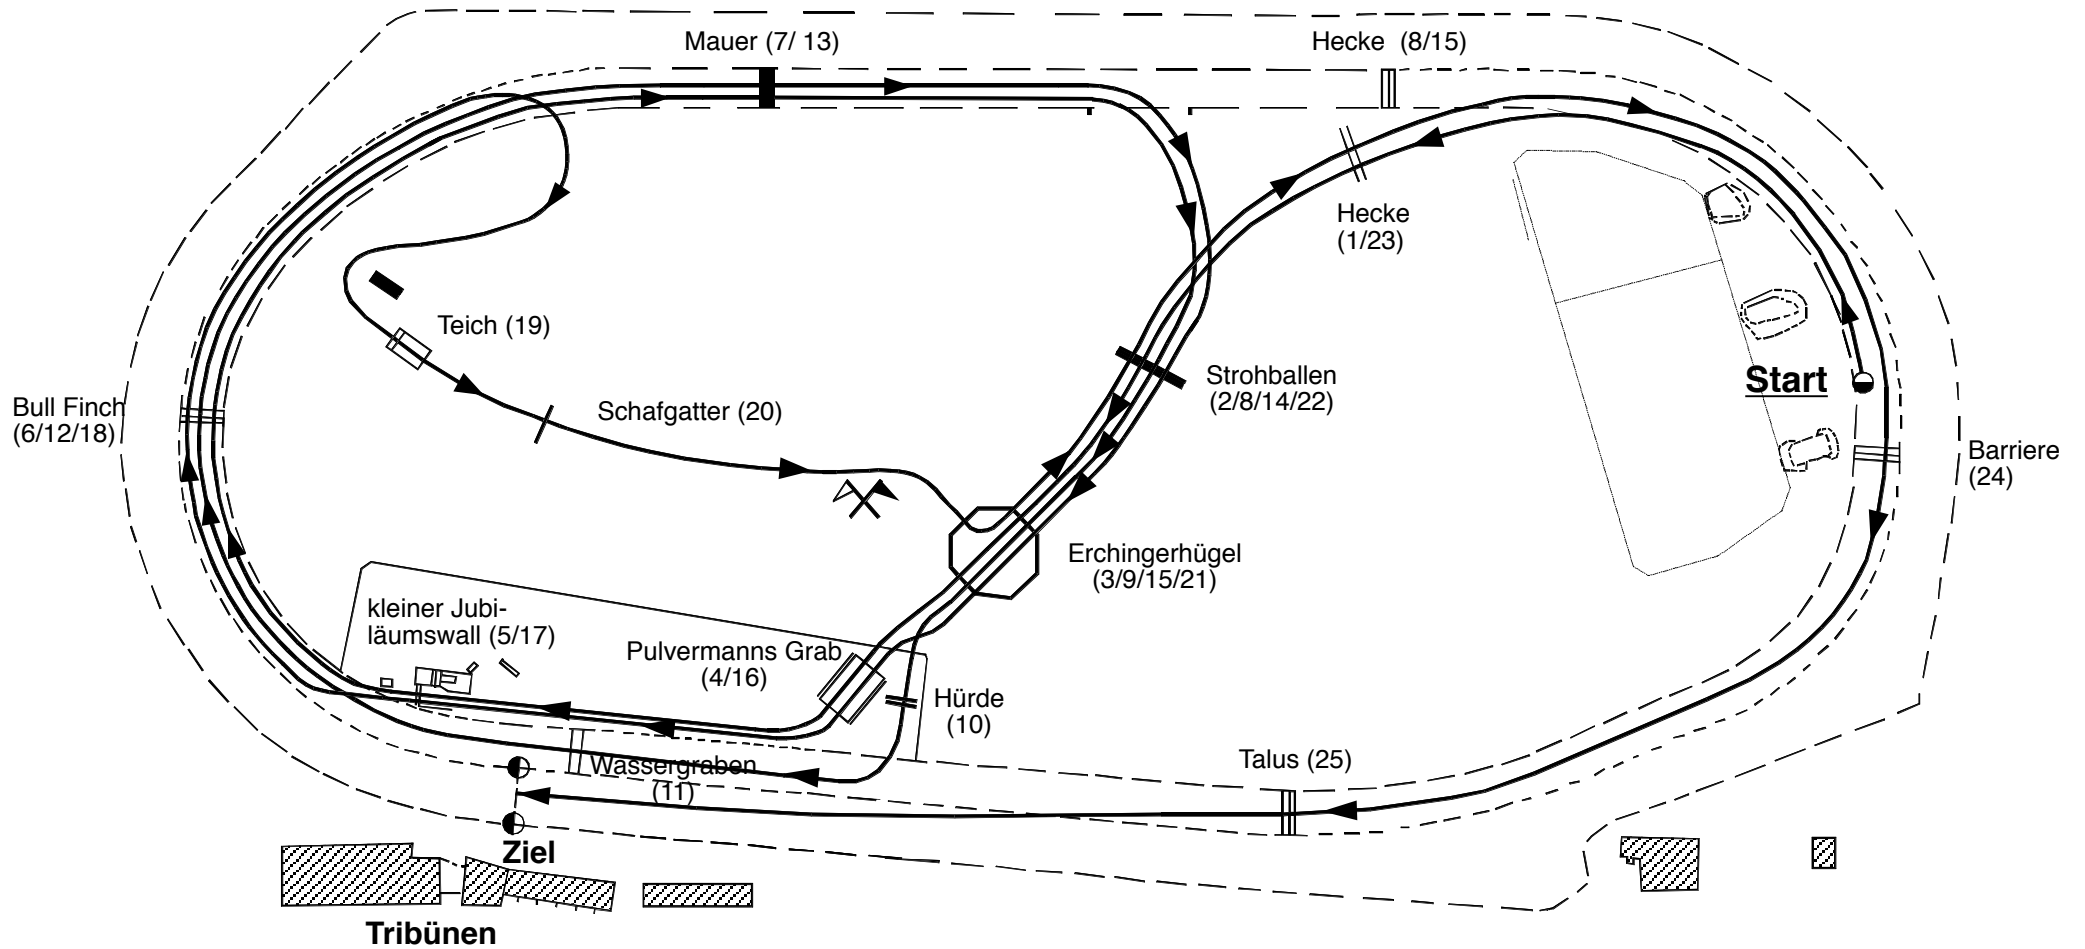 Mauer (7/ 13)
Hecke (8/15)
Hecke
(1/23)
Teich (19)
Start
Strohballen
(2/8/14/22)
Bull Finch
(6/12/18)
Schafgatter (20)
Barriere
(24)
Erchingerhügel
(3/9/15/21)
kleiner Jubi-
läumswall (5/17)
Pulvermanns Grab
(4/16)
Hürde
(10)
Wassergraben
(11)
Talus (25)
Ziel
Tribünen